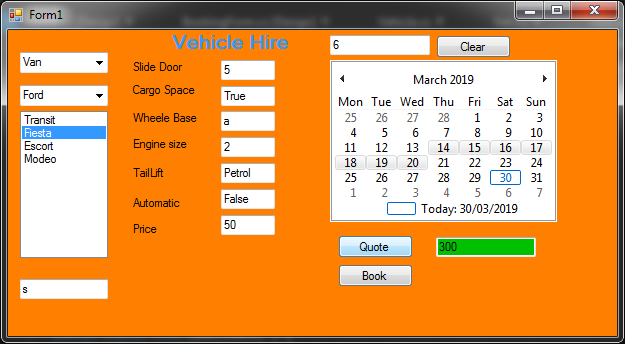 Form1
Vehicle Hire
6
Clear
Van
Ford
Transit
Fiesta
Escort
Modeo
s
Slide Door 5
Cargo Space True
Wheele Base a
Engine size 2
TailLift Petrol
Automatic False
Price 50
March 2019
Mon Tue Wed Thu Fri Sat Sun
25 26 27 28 1 2 3
4 5 6 7 8 9 10
11 12 13 14 15 16 17
18 19 20 21 22 23 24
25 26 27 28 29 30 31
1 2 3 4 5 6 7
Today: 30/03/2019
Quote
300
Book